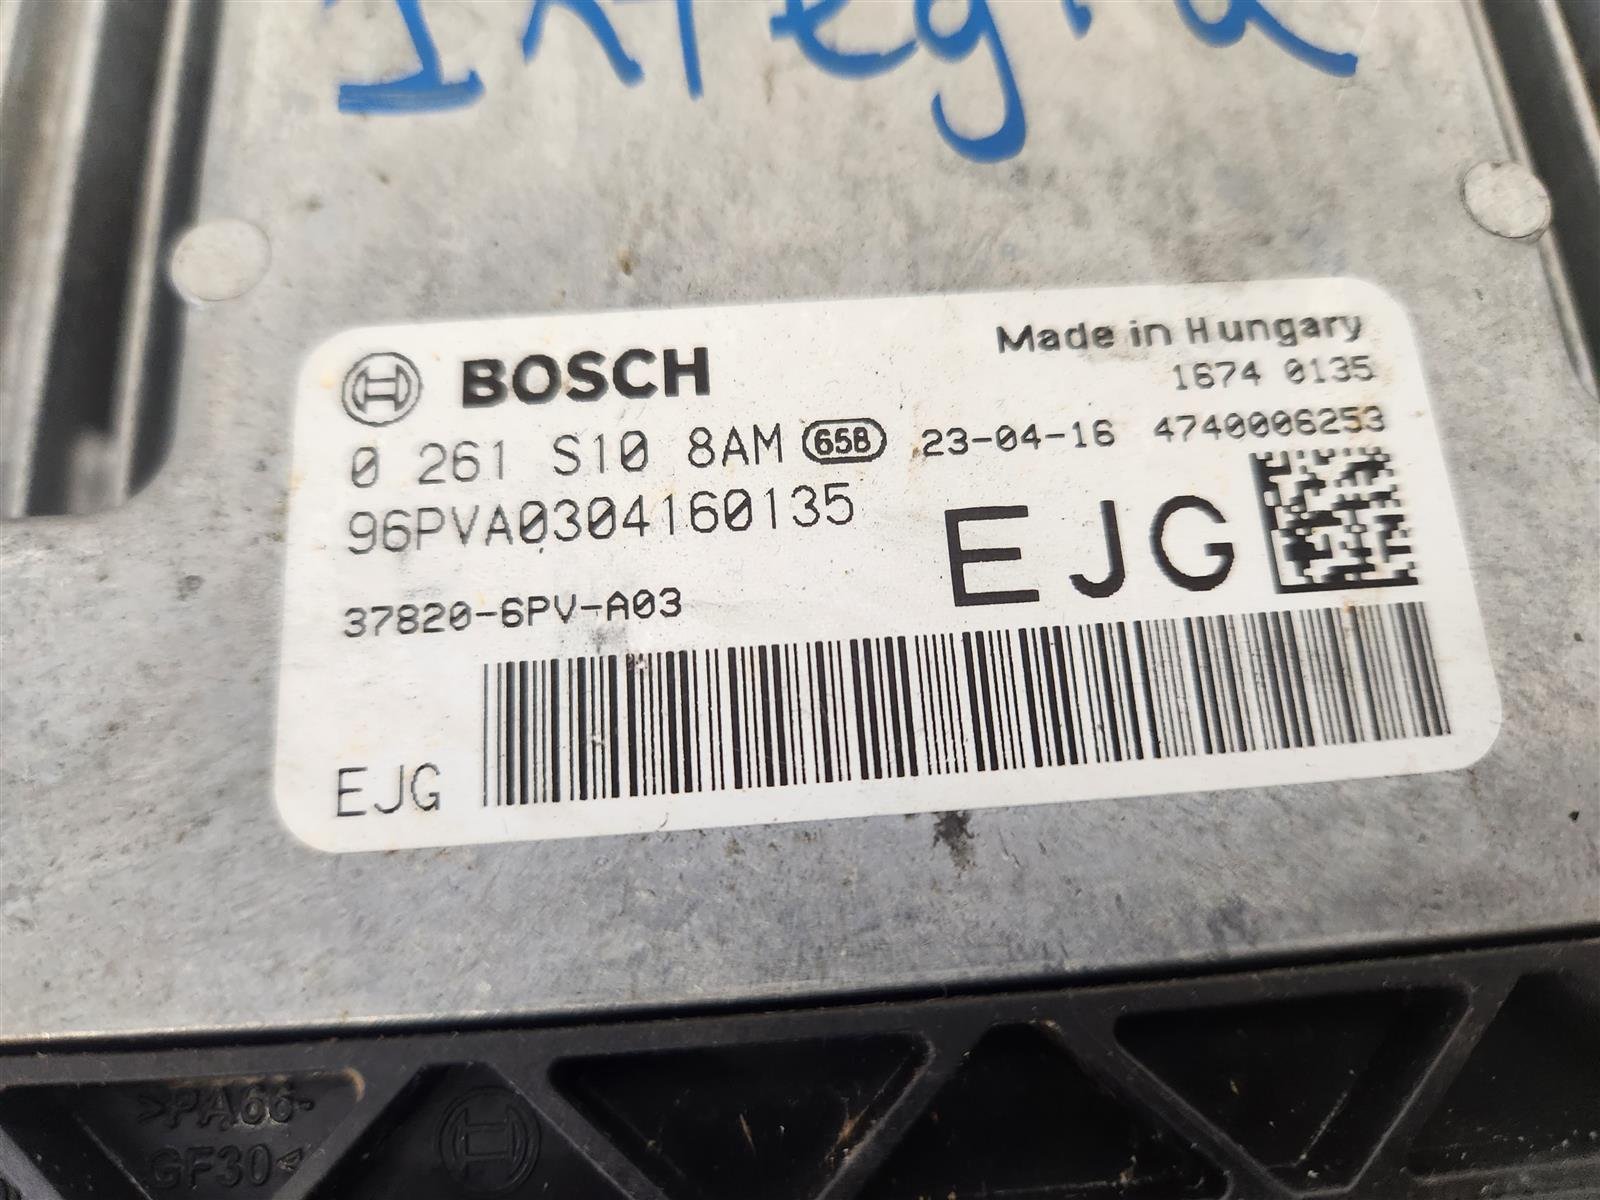 Integra
BOSCH
Made in Hungary
1674 0135
0 261 S10 8AM 65B 23-04-16 4740006253
96PVA0304160135
EJG
37820-6PV-A03
EJG
>PA66-
GF30<